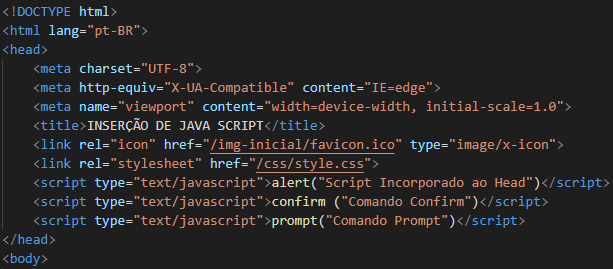 <!DOCTYPE html>
<html lang="pt-BR">
<head>
    <meta charset="UTF-8">
    <meta http-equiv="X-UA-Compatible" content="IE=edge">
    <meta name="viewport" content="width=device-width, initial-scale=1.0">
    <title>INSERÇÃO DE JAVA SCRIPT</title>
    <link rel="icon" href="/img-inicial/favicon.ico" type="image/x-icon">
    <link rel="stylesheet" href="/css/style.css">
    <script type="text/javascript">alert("Script Incorporado ao Head")</script>
    <script type="text/javascript">confirm ("Comando Confirm")</script>
    <script type="text/javascript">prompt("Comando Prompt")</script>
</head>
<body>